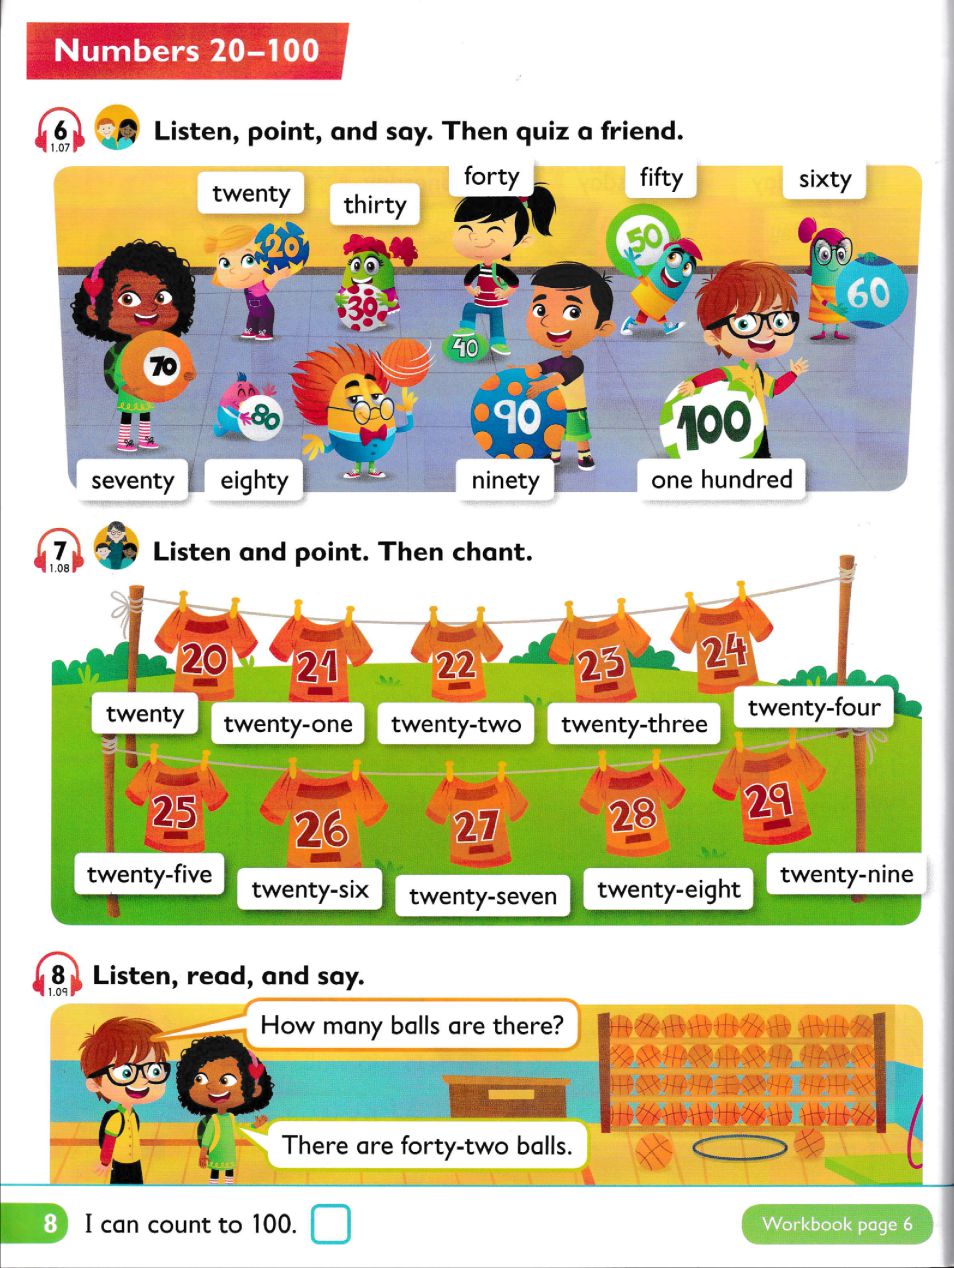 Numbers 20–100
6
1.07
Listen, point, and say. Then quiz a friend.
twenty
thirty
forty
fifty
sixty
20
30
40
50
60
70
80
90
100
seventy
eighty
ninety
one hundred
7
1.08
Listen and point. Then chant.
20
21
22
23
24
twenty
twenty-one
twenty-two
twenty-three
twenty-four
25
26
27
28
29
twenty-five
twenty-six
twenty-seven
twenty-eight
twenty-nine
8
1.09
Listen, read, and say.
How many balls are there?
There are forty-two balls.
8
I can count to 100.
Workbook page 6